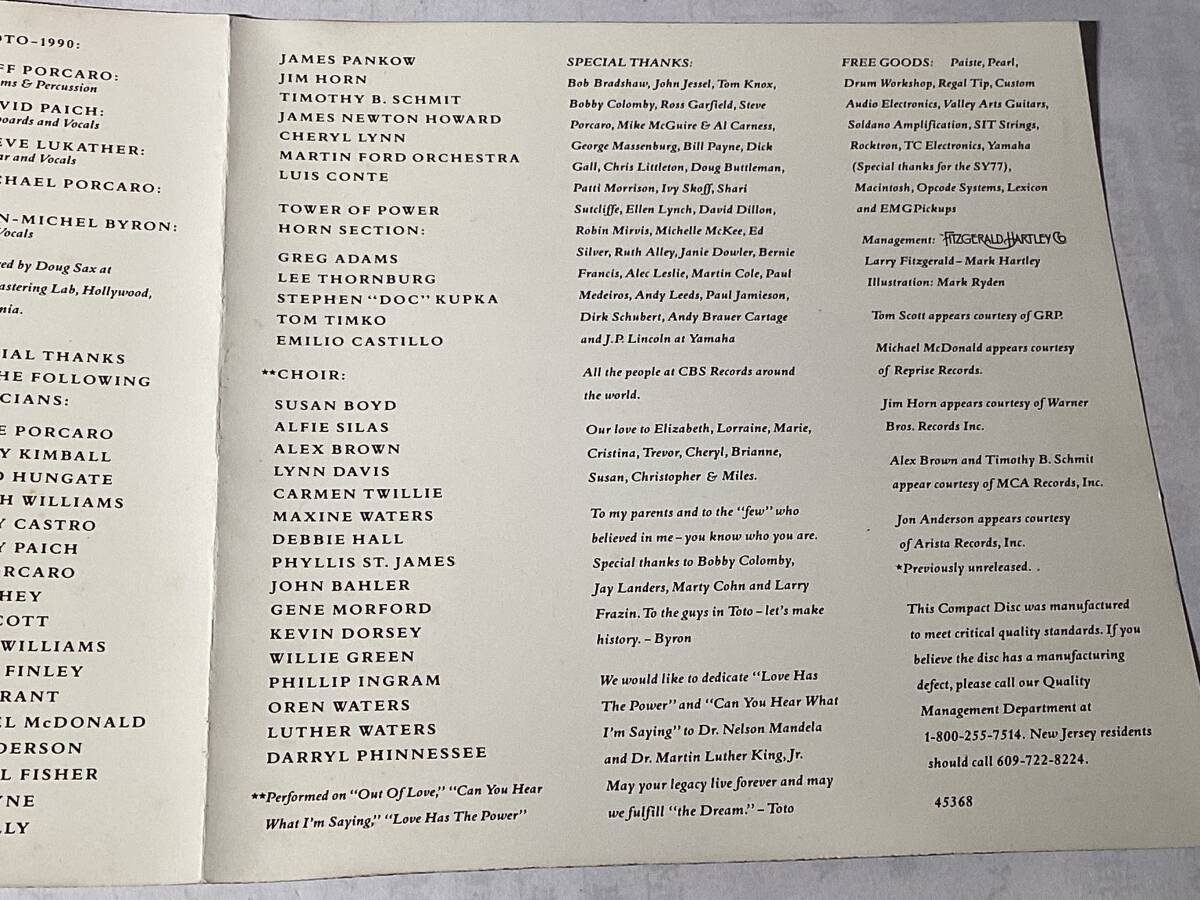 OTO–1990:
FF PORCARO:
ms & Percussion
VID PAICH:
boards and Vocals
EVE LUKATHER:
ar and Vocals
CHAEL PORCARO:
N-MICHEL BYRON:
Vocals
red by Doug Sax at
astering Lab, Hollywood,
nia.
IAL THANKS
HE FOLLOWING
CIANS:
E PORCARO
Y KIMBALL
D HUNGATE
H WILLIAMS
Y CASTRO
Y PAICH
ORCARO
HEY
COTT
WILLIAMS
FINLEY
RANT
EL McDONALD
DERSON
L FISHER
YNE
LLY
JAMES PANKOW
JIM HORN
TIMOTHY B. SCHMIT
JAMES NEWTON HOWARD
CHERYL LYNN
MARTIN FORD ORCHESTRA
LUIS CONTE
TOWER OF POWER
HORN SECTION:
GREG ADAMS
LEE THORNBURG
STEPHEN “DOC” KUPKA
TOM TIMKO
EMILIO CASTILLO
**CHOIR:
SUSAN BOYD
ALFIE SILAS
ALEX BROWN
LYNN DAVIS
CARMEN TWILLIE
MAXINE WATERS
DEBBIE HALL
PHYLLIS ST. JAMES
JOHN BAHLER
GENE MORFORD
KEVIN DORSEY
WILLIE GREEN
PHILLIP INGRAM
OREN WATERS
LUTHER WATERS
DARRYL PHINNESSEE
**Performed on “Out Of Love,” “Can You Hear
What I'm Saying,” “Love Has The Power”
SPECIAL THANKS:
Bob Bradshaw, John Jessel, Tom Knox,
Bobby Colomby, Ross Garfield, Steve
Porcaro, Mike McGuire & Al Carness,
George Massenburg, Bill Payne, Dick
Gall, Chris Littleton, Doug Buttleman,
Patti Morrison, Ivy Skoff, Shari
Sutcliffe, Ellen Lynch, David Dillon,
Robin Mirvis, Michelle McKee, Ed
Silver, Ruth Alley, Janie Dowler, Bernie
Francis, Alec Leslie, Martin Cole, Paul
Medeiros, Andy Leeds, Paul Jamieson,
Dirk Schubert, Andy Brauer Cartage
and J.P. Lincoln at Yamaha
All the people at CBS Records around
the world.
Our love to Elizabeth, Lorraine, Marie,
Cristina, Trevor, Cheryl, Brianne,
Susan, Christopher & Miles.
To my parents and to the “few” who
believed in me – you know who you are.
Special thanks to Bobby Colomby,
Jay Landers, Marty Cohn and Larry
Frazin. To the guys in Toto – let's make
history. – Byron
We would like to dedicate “Love Has
The Power” and “Can You Hear What
I'm Saying” to Dr. Nelson Mandela
and Dr. Martin Luther King, Jr.
May your legacy live forever and may
we fulfill “the Dream.” – Toto
FREE GOODS: Paiste, Pearl,
Drum Workshop, Regal Tip, Custom
Audio Electronics, Valley Arts Guitars,
Soldano Amplification, SIT Strings,
Rocktron, TC Electronics, Yamaha
(Special thanks for the SY77),
Macintosh, Opcode Systems, Lexicon
and EMG Pickups
Management: FITZGERALD HARTLEY CO
Larry Fitzgerald – Mark Hartley
Illustration: Mark Ryden
Tom Scott appears courtesy of GRP.
Michael McDonald appears courtesy
of Reprise Records.
Jim Horn appears courtesy of Warner
Bros. Records Inc.
Alex Brown and Timothy B. Schmit
appear courtesy of MCA Records, Inc.
Jon Anderson appears courtesy
of Arista Records, Inc.
*Previously unreleased. .
This Compact Disc was manufactured
to meet critical quality standards. If you
believe the disc has a manufacturing
defect, please call our Quality
Management Department at
1-800-255-7514. New Jersey residents
should call 609-722-8224.
45368